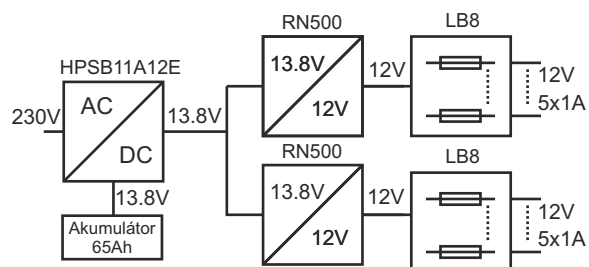 HPSB11A12E
230V
AC
DC
13.8V
13.8V
Akumulátor
65Ah
RN500
13.8V
12V
12V
LB8
12V
5x1A
RN500
13.8V
12V
12V
LB8
12V
5x1A